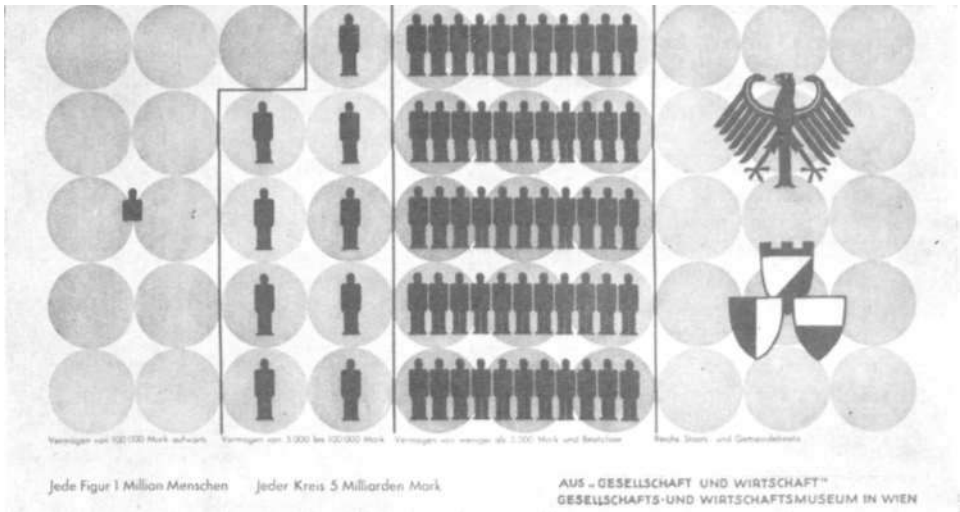 Vermögen von 100 000 Mark aufwärts
Vermögen von 5 000 bis 100 000 Mark
Vermögen von weniger als 5 000 Mark und Besitzlose
Reichs- Staats- und Gemeindebesitz
Jede Figur 1 Million Menschen
Jeder Kreis 5 Milliarden Mark
AUS „GESELLSCHAFT UND WIRTSCHAFT“
GESELLSCHAFTS-UND WIRTSCHAFTSMUSEUM IN WIEN